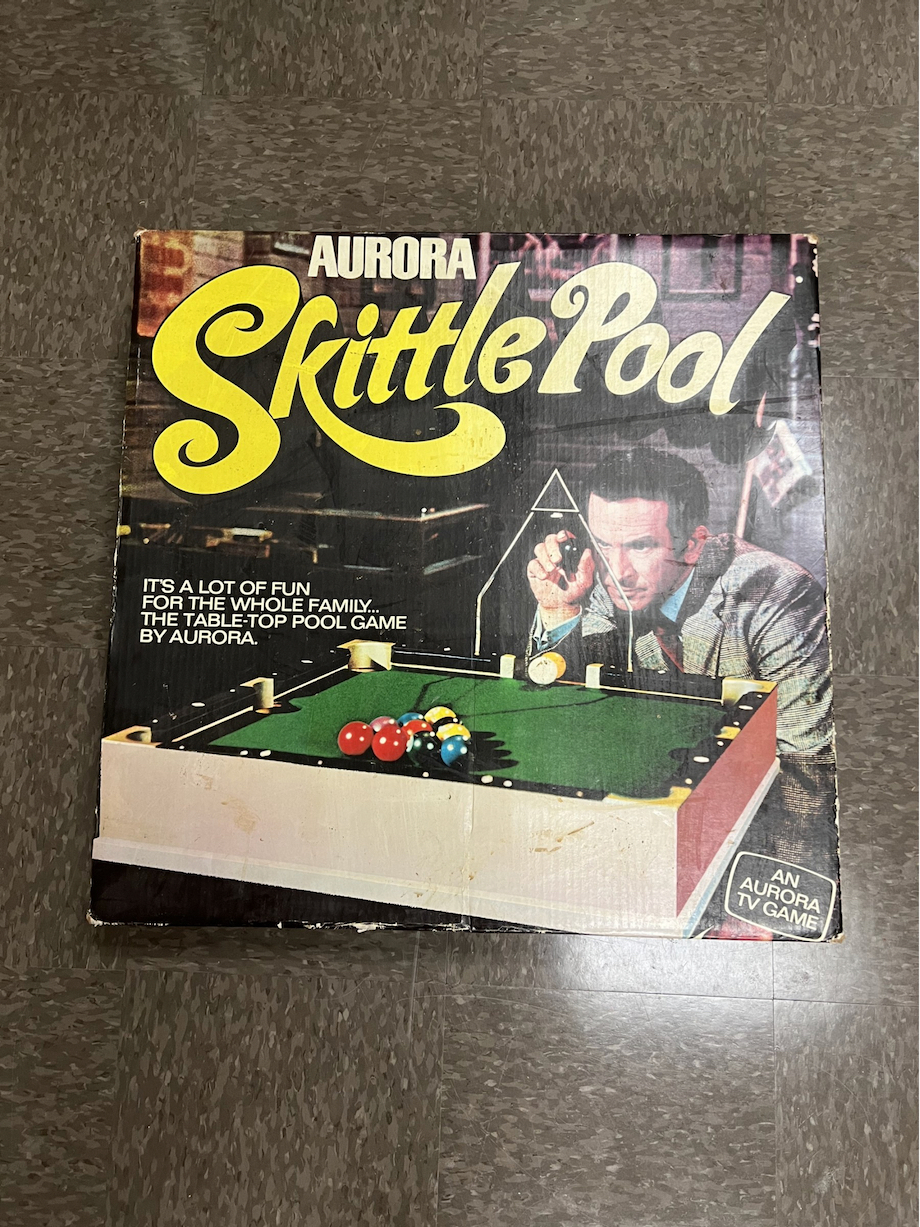 AURORA
Skittle Pool
IT'S A LOT OF FUN
FOR THE WHOLE FAMILY...
THE TABLE-TOP POOL GAME
BY AURORA.
AN
AURORA
TV GAME